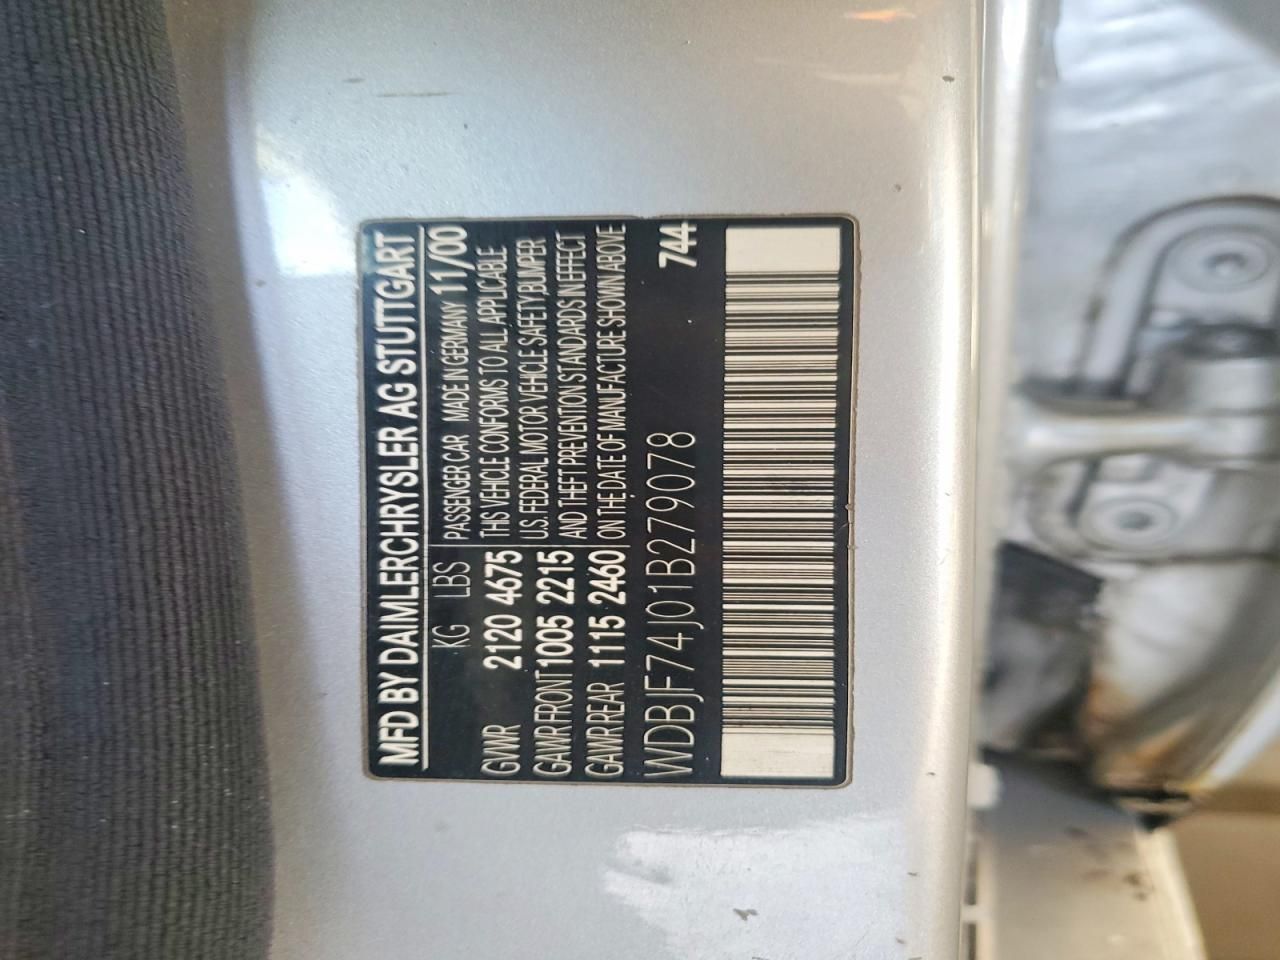 MFD BY DAIMLERCHRYSLER AG STUTTGART
KG LBS PASSENGER CAR MADE IN GERMANY 11/00
GVWR 2120 4675 THIS VEHICLE CONFORMS TO ALL APPLICABLE
GAWR FRONT 1005 2215 U.S. FEDERAL MOTOR VEHICLE SAFETY BUMPER
GAWR REAR 1115 2460 AND THEFT PREVENTION STANDARDS IN EFFECT
ON THE DATE OF MANUFACTURE SHOWN ABOVE
WDBJF74J01B279078 744